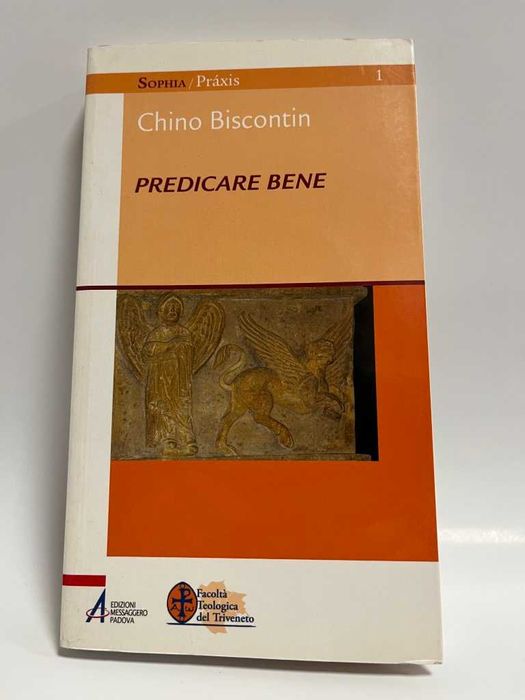 SOPHIA / Práxis 1
Chino Biscontin
PREDICARE BENE
EDIZIONI
MESSAGGERO
PADOVA
Facoltà
Teologica
del Triveneto